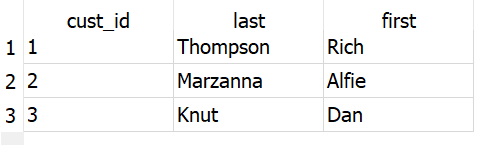 cust_id last first
1 1 Thompson Rich
2 2 Marzanna Alfie
3 3 Knut Dan